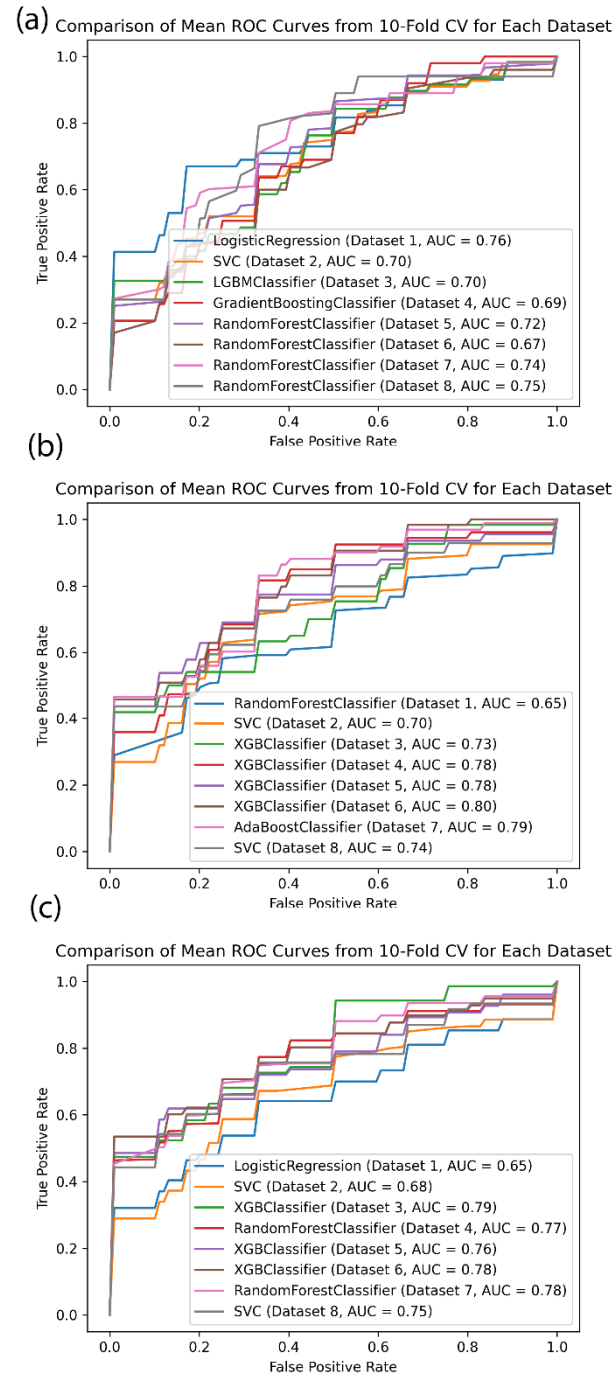 (a)
Comparison of Mean ROC Curves from 10-Fold CV for Each Dataset
1.0
0.8
0.6
0.4
0.2
0.0
True Positive Rate
LogisticRegression (Dataset 1, AUC = 0.76)
SVC (Dataset 2, AUC = 0.70)
LGBMClassifier (Dataset 3, AUC = 0.70)
GradientBoostingClassifier (Dataset 4, AUC = 0.69)
RandomForestClassifier (Dataset 5, AUC = 0.72)
RandomForestClassifier (Dataset 6, AUC = 0.67)
RandomForestClassifier (Dataset 7, AUC = 0.74)
RandomForestClassifier (Dataset 8, AUC = 0.75)
0.0 0.2 0.4 0.6 0.8 1.0
False Positive Rate
(b)
Comparison of Mean ROC Curves from 10-Fold CV for Each Dataset
1.0
0.8
0.6
0.4
0.2
0.0
True Positive Rate
RandomForestClassifier (Dataset 1, AUC = 0.65)
SVC (Dataset 2, AUC = 0.70)
XGBClassifier (Dataset 3, AUC = 0.73)
XGBClassifier (Dataset 4, AUC = 0.78)
XGBClassifier (Dataset 5, AUC = 0.78)
XGBClassifier (Dataset 6, AUC = 0.80)
AdaBoostClassifier (Dataset 7, AUC = 0.79)
SVC (Dataset 8, AUC = 0.74)
0.0 0.2 0.4 0.6 0.8 1.0
False Positive Rate
(c)
Comparison of Mean ROC Curves from 10-Fold CV for Each Dataset
1.0
0.8
0.6
0.4
0.2
0.0
True Positive Rate
LogisticRegression (Dataset 1, AUC = 0.65)
SVC (Dataset 2, AUC = 0.68)
XGBClassifier (Dataset 3, AUC = 0.79)
RandomForestClassifier (Dataset 4, AUC = 0.77)
XGBClassifier (Dataset 5, AUC = 0.76)
XGBClassifier (Dataset 6, AUC = 0.78)
RandomForestClassifier (Dataset 7, AUC = 0.78)
SVC (Dataset 8, AUC = 0.75)
0.0 0.2 0.4 0.6 0.8 1.0
False Positive Rate